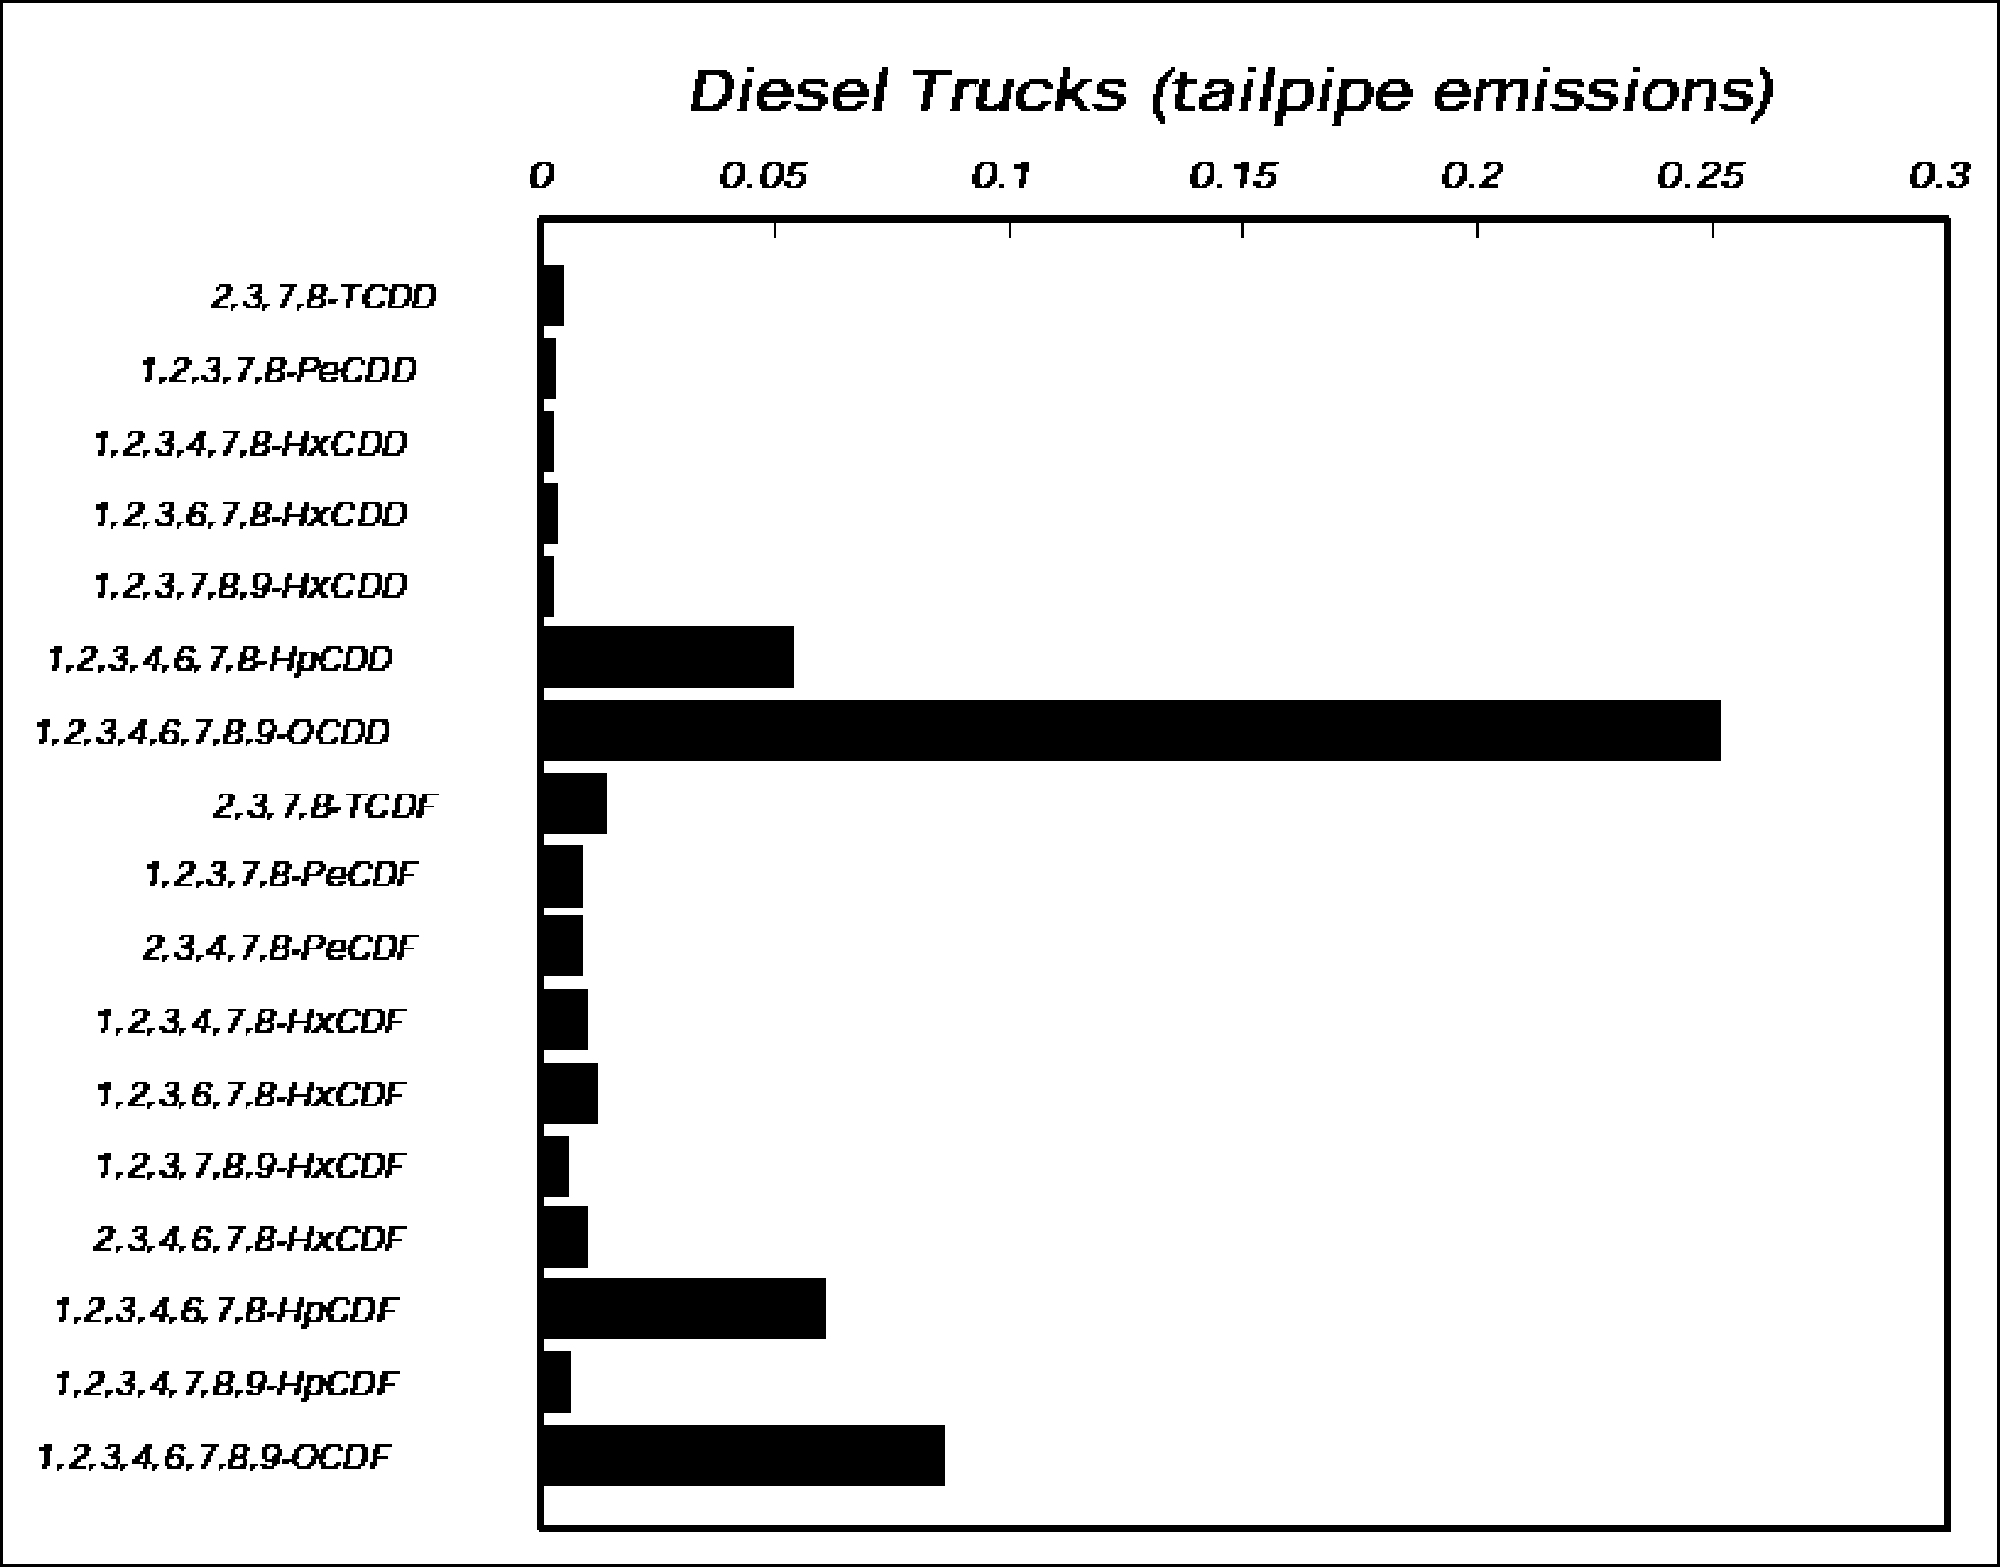 Diesel Trucks (tailpipe emissions)
0 0.05 0.1 0.15 0.2 0.25 0.3
2,3,7,8-TCDD
1,2,3,7,8-PeCDD
1,2,3,4,7,8-HxCDD
1,2,3,6,7,8-HxCDD
1,2,3,7,8,9-HxCDD
1,2,3,4,6,7,8-HpCDD
1,2,3,4,6,7,8,9-OCDD
2,3,7,8-TCDF
1,2,3,7,8-PeCDF
2,3,4,7,8-PeCDF
1,2,3,4,7,8-HxCDF
1,2,3,6,7,8-HxCDF
1,2,3,7,8,9-HxCDF
2,3,4,6,7,8-HxCDF
1,2,3,4,6,7,8-HpCDF
1,2,3,4,7,8,9-HpCDF
1,2,3,4,6,7,8,9-OCDF